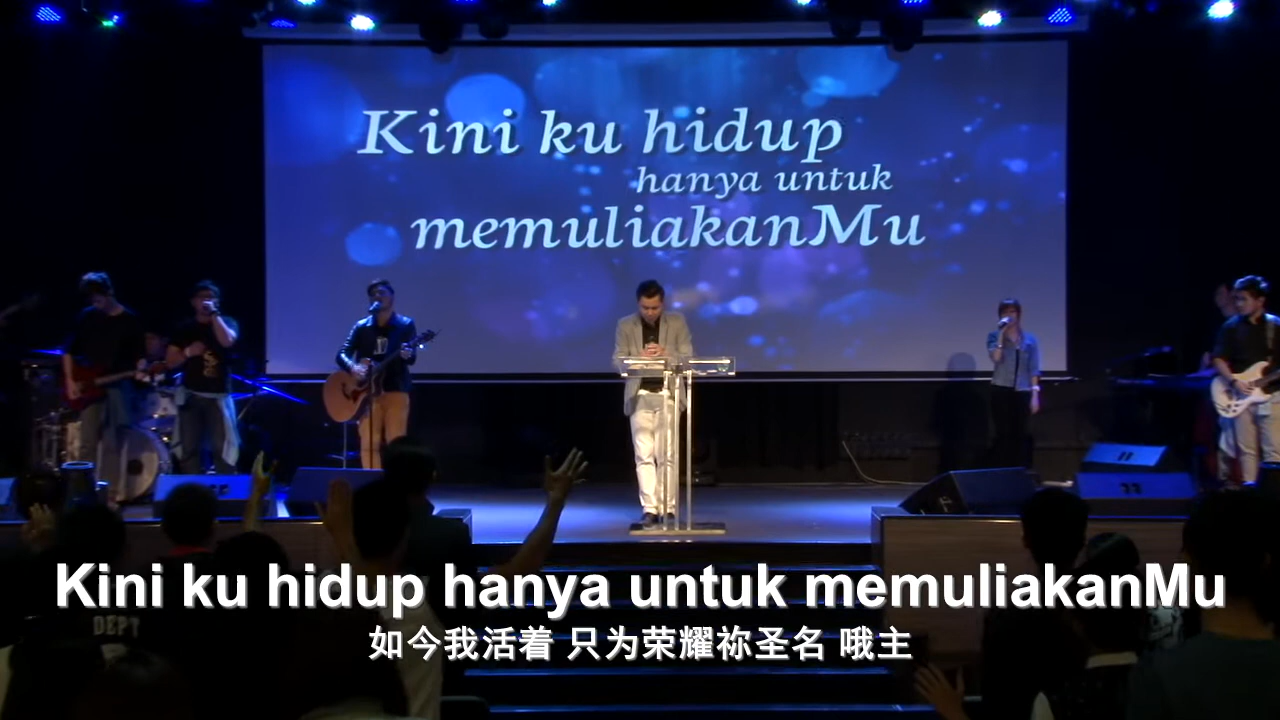 Kini ku hidup
hanya untuk
memuliakanMu
DEPT
Kini ku hidup hanya untuk memuliakanMu
如今我活着 只为荣耀祢圣名 哦主